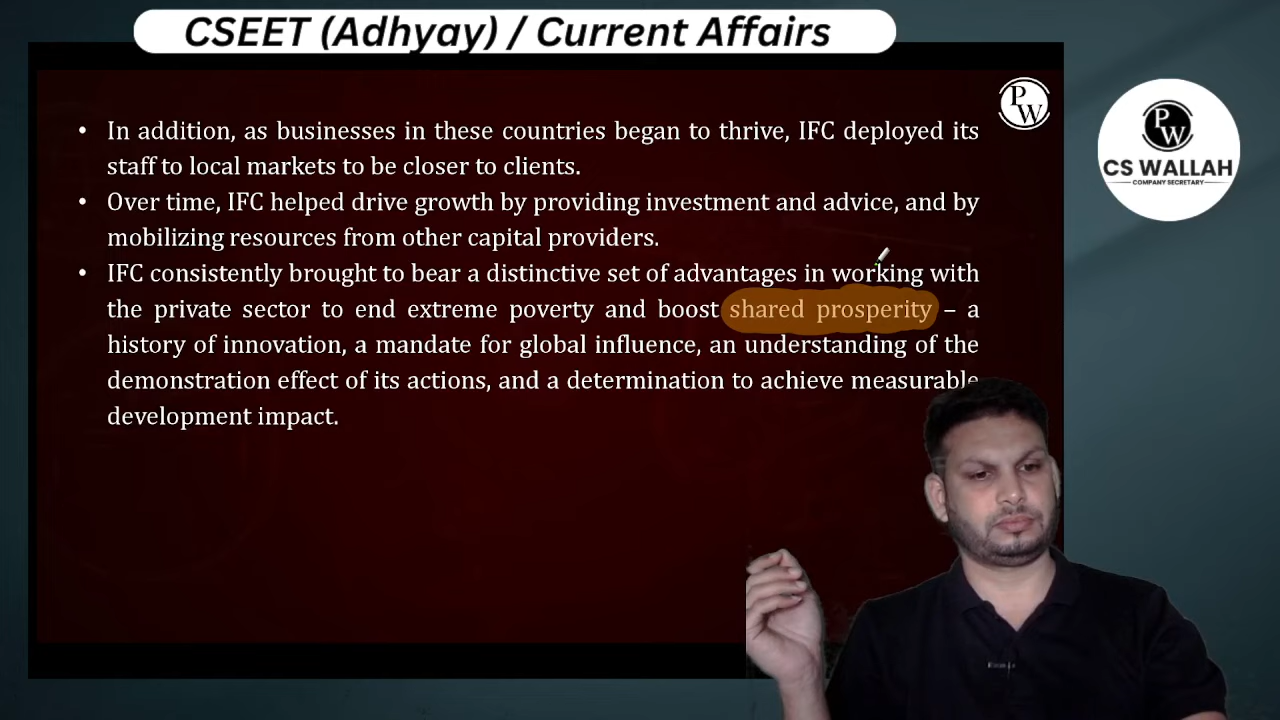 CSEET (Adhyay) / Current Affairs
PW
PW
CS WALLAH
COMPANY SECRETARY
• In addition, as businesses in these countries began to thrive, IFC deployed its
staff to local markets to be closer to clients.
• Over time, IFC helped drive growth by providing investment and advice, and by
mobilizing resources from other capital providers.
• IFC consistently brought to bear a distinctive set of advantages in working with
the private sector to end extreme poverty and boost shared prosperity – a
history of innovation, a mandate for global influence, an understanding of the
demonstration effect of its actions, and a determination to achieve measurable
development impact.